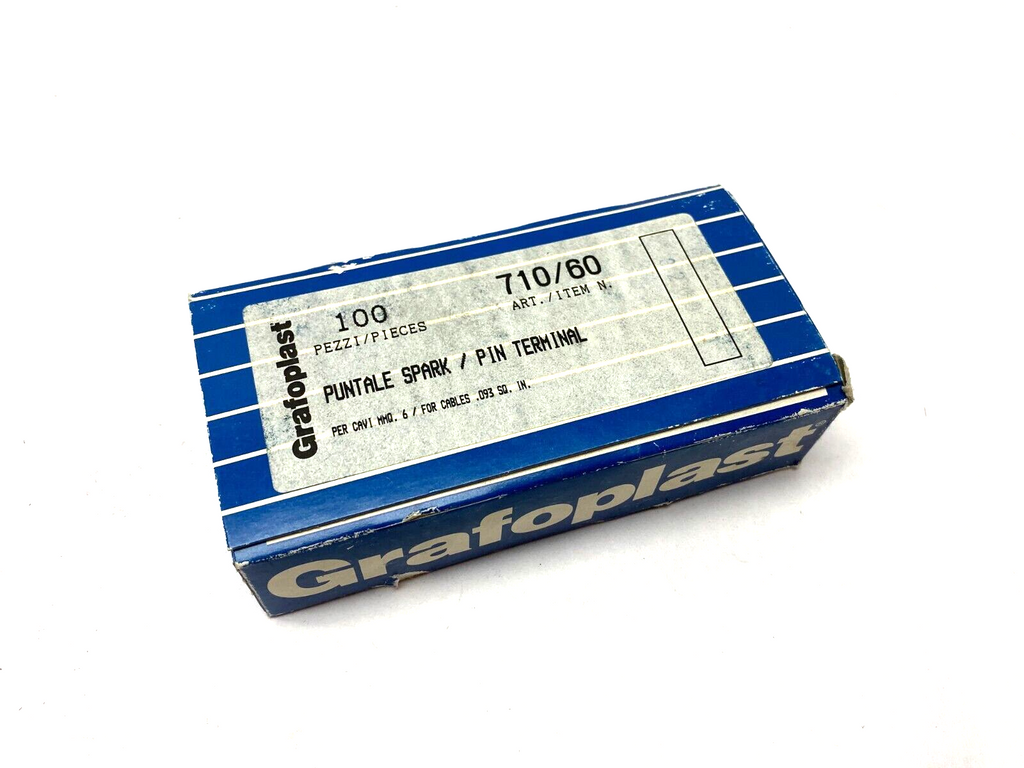 Grafoplast
100
PEZZI/PIECES
710/60
ART./ITEM N.
PUNTALE SPARK / PIN TERMINAL
PER CAVI MMQ. 6 / FOR CABLES .093 SQ. IN.
Grafoplast®